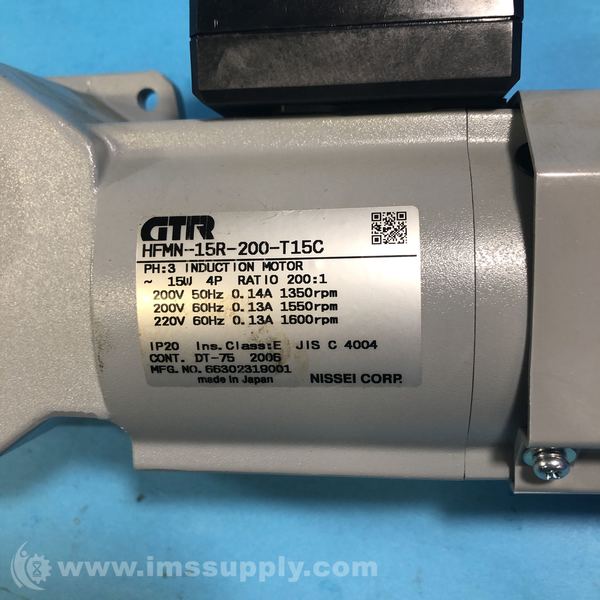 GTR
HFMN-15R-200-T15C
PH:3 INDUCTION MOTOR
~ 15W 4P RATIO 200:1
200V 50Hz 0.14A 1350rpm
200V 60Hz 0.13A 1550rpm
220V 60Hz 0.13A 1600rpm
IP20 Ins.Class:E JIS C 4004
CONT. DT-75 2006
MFG.NO.66302319001
made in Japan NISSEI CORP.
www.imssupply.com